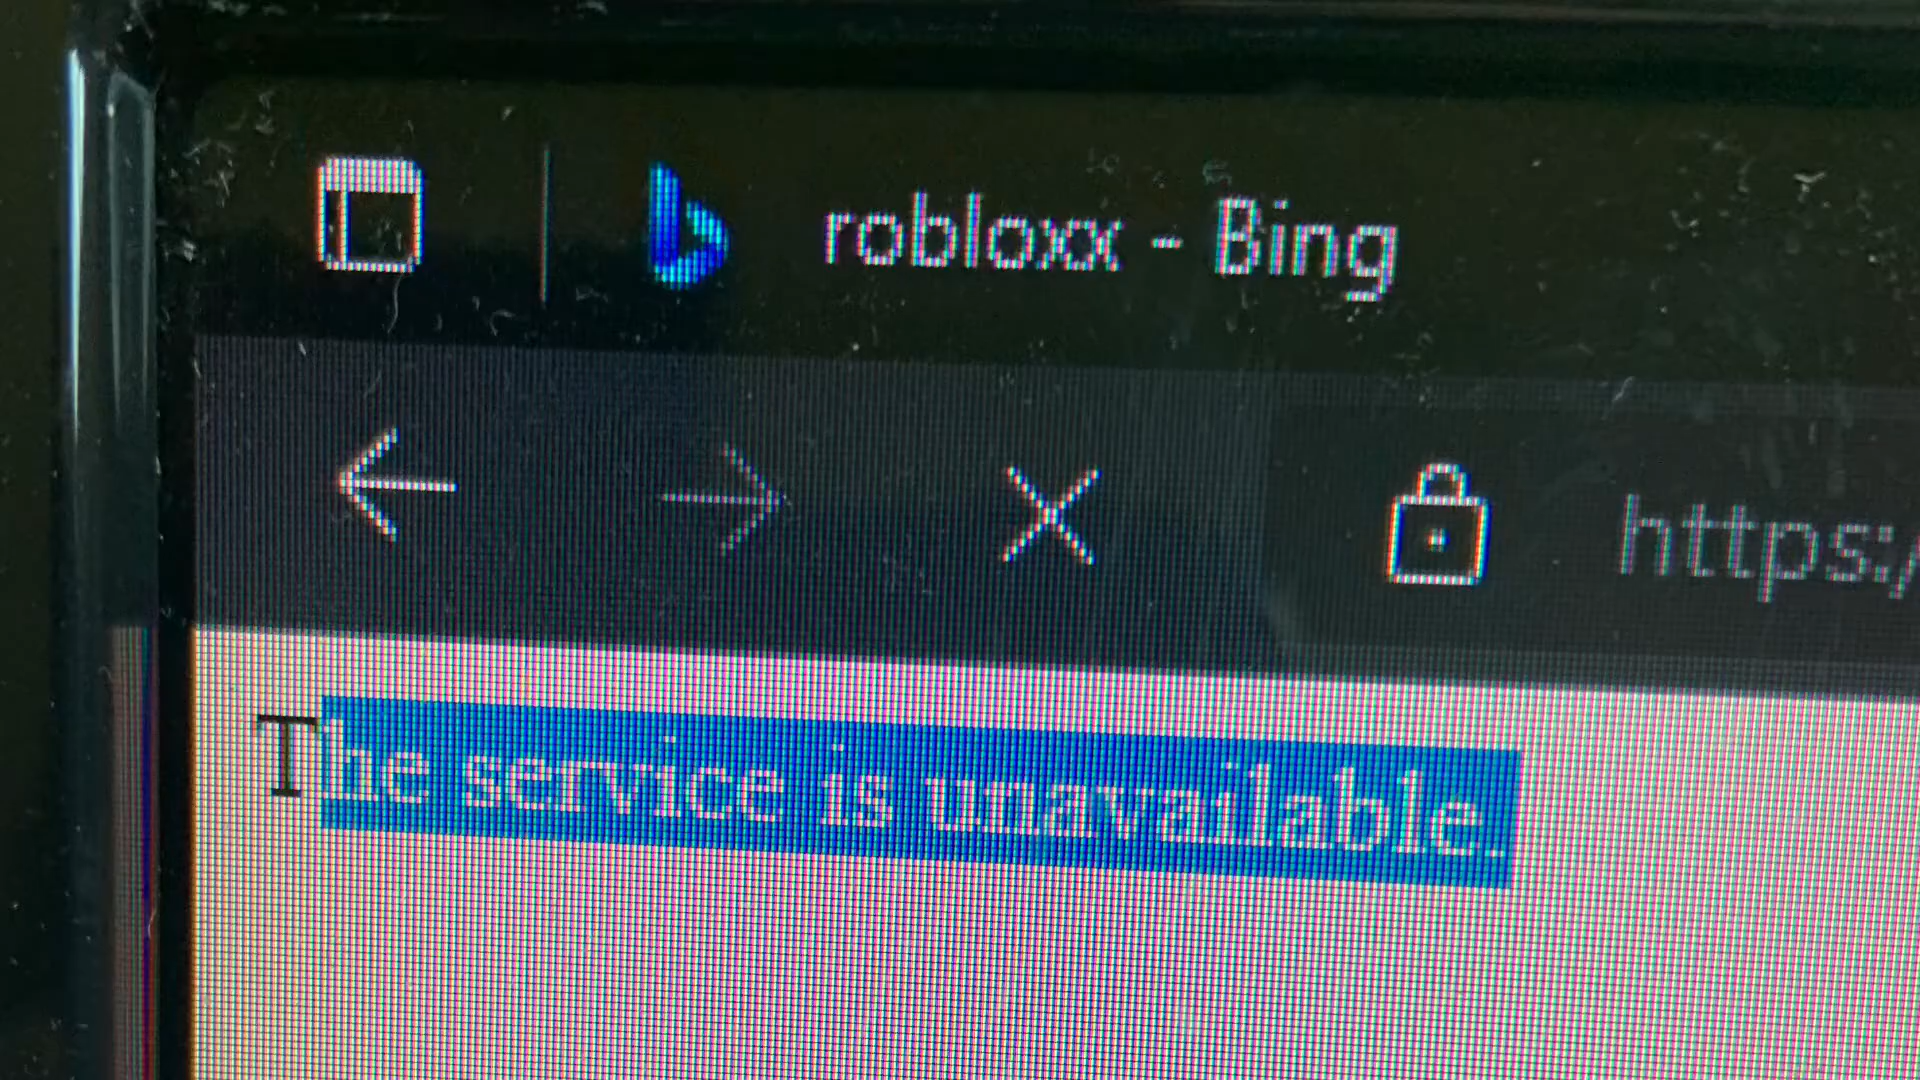 robloxx - Bing
https:/
The service is unavailable.